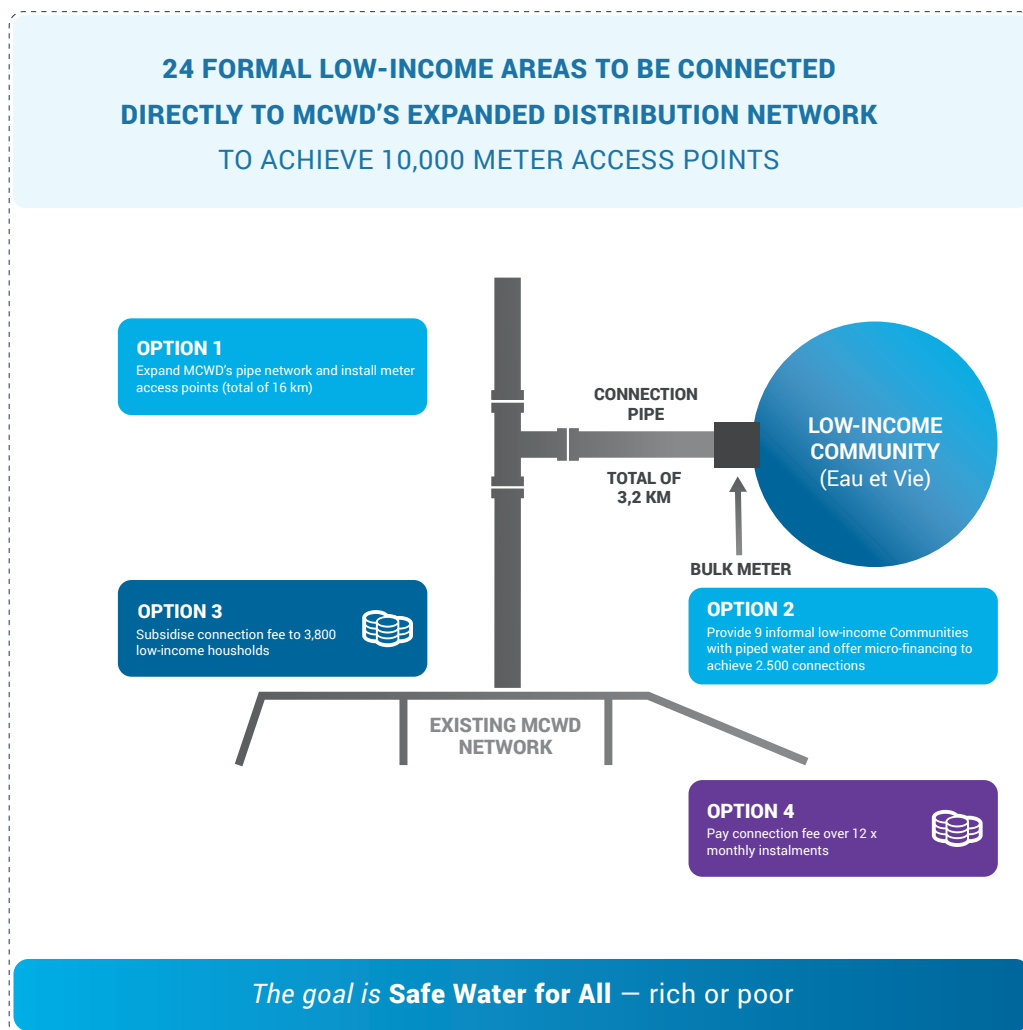 24 FORMAL LOW-INCOME AREAS TO BE CONNECTED
DIRECTLY TO MCWD'S EXPANDED DISTRIBUTION NETWORK
TO ACHIEVE 10,000 METER ACCESS POINTS
OPTION 1
Expand MCWD's pipe network and install meter
access points (total of 16 km)
CONNECTION
PIPE
TOTAL OF
3,2 KM
LOW-INCOME
COMMUNITY
(Eau et Vie)
BULK METER
OPTION 3
Subsidise connection fee to 3,800
low-income housholds
OPTION 2
Provide 9 informal low-income Communities
with piped water and offer micro-financing to
achieve 2.500 connections
EXISTING MCWD
NETWORK
OPTION 4
Pay connection fee over 12 x
monthly instalments
The goal is Safe Water for All — rich or poor